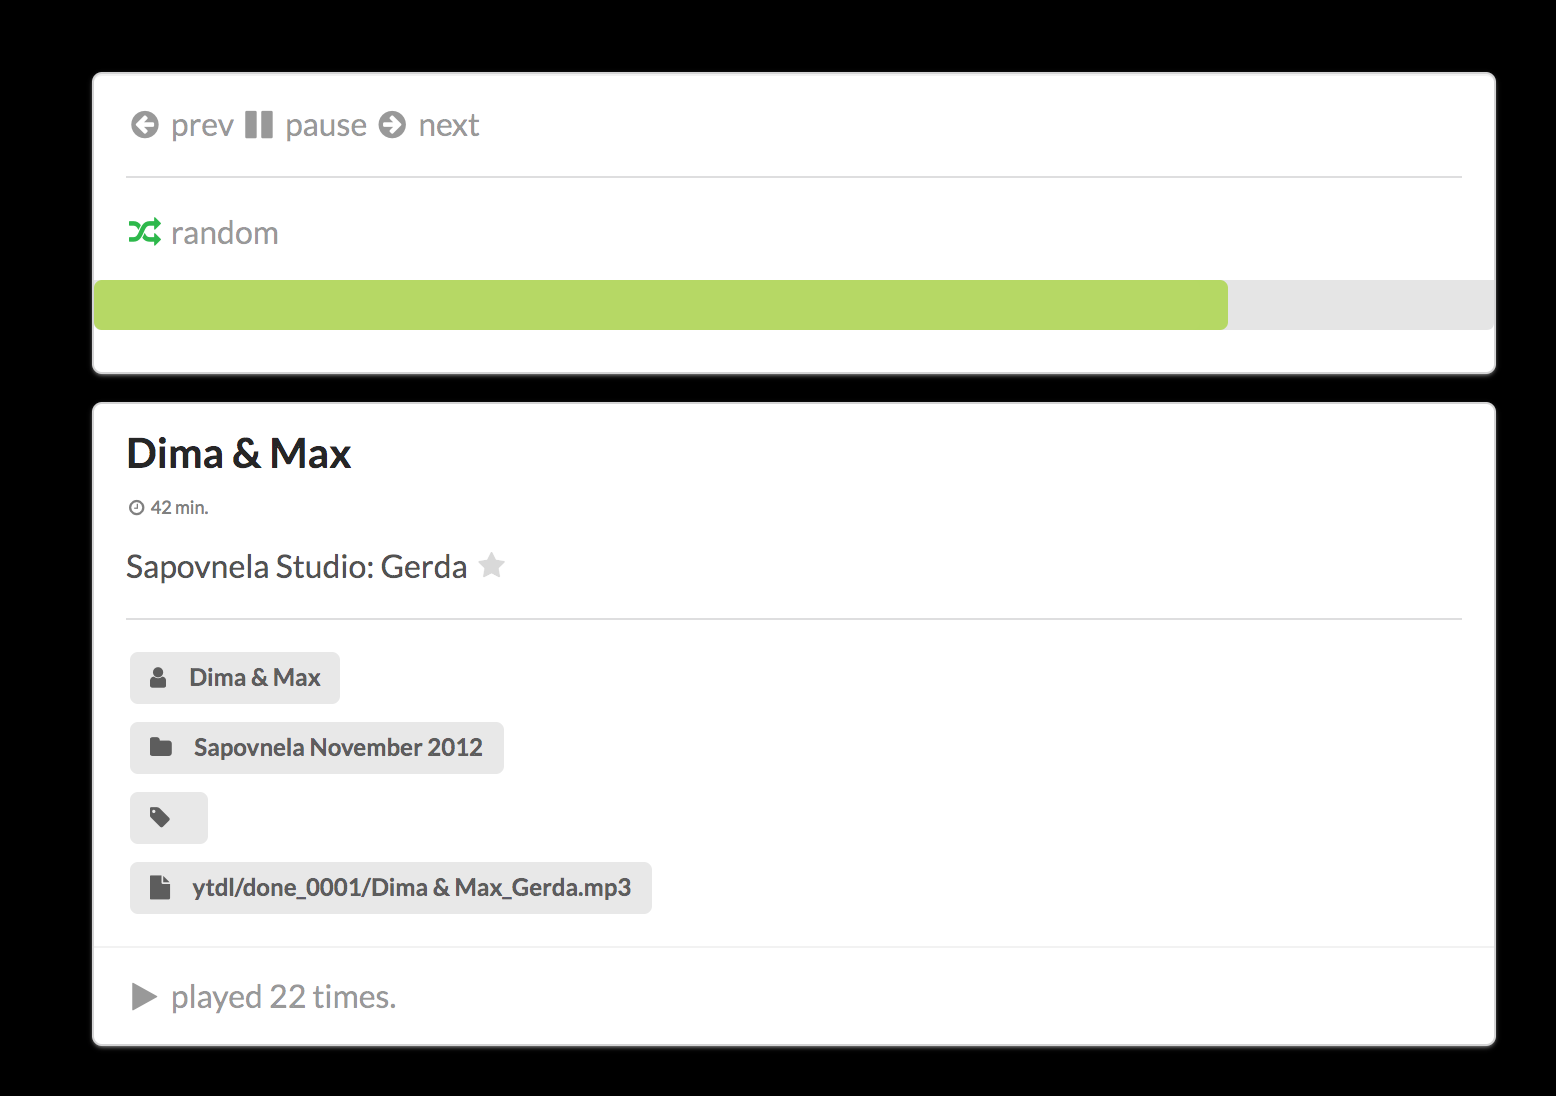 prev pause next
random
Dima & Max
42 min.
Sapovnela Studio: Gerda
Dima & Max
Sapovnela November 2012
ytdl/done_0001/Dima & Max_Gerda.mp3
played 22 times.